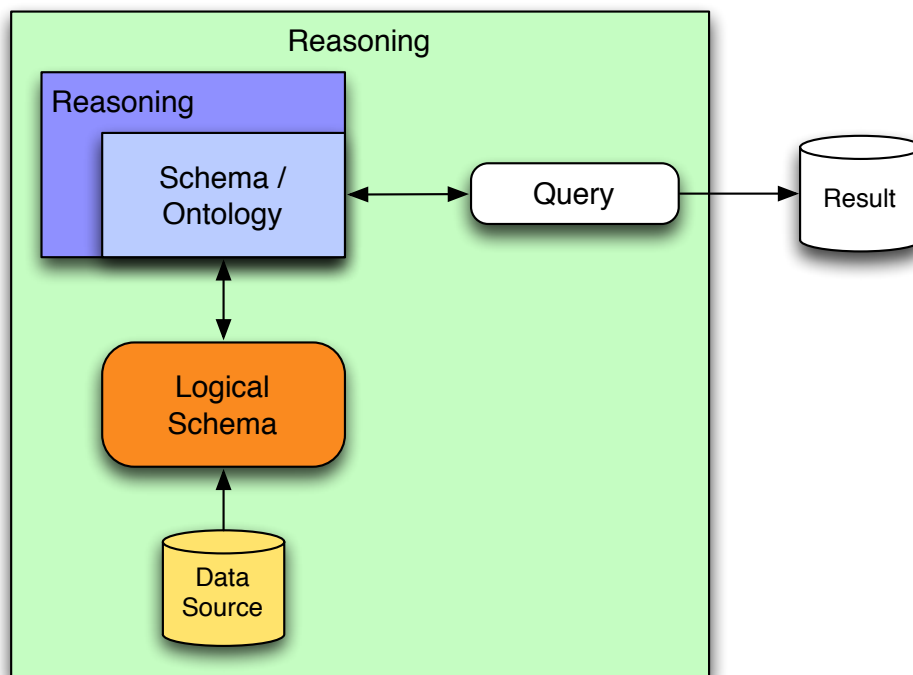 Reasoning
Reasoning
Schema /
Ontology
Query
Result
Logical
Schema
Data
Source